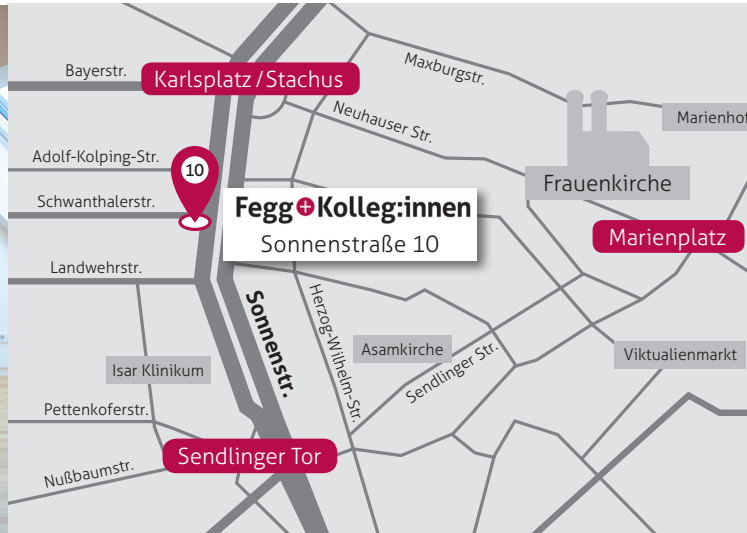 Maxburgstr.
Bayerstr.
Karlsplatz / Stachus
Neuhauser Str.
Marienhof
Adolf-Kolping-Str.
10
Frauenkirche
Schwanthalerstr.
Fegg+Kolleg:innen
Sonnenstraße 10
Marienplatz
Landwehrstr.
Sonnenstr.
Herzog-Wilhelm-Str.
Asamkirche
Sendlinger Str.
Viktualienmarkt
Isar Klinikum
Pettenkoferstr.
Sendlinger Tor
Nußbaumstr.